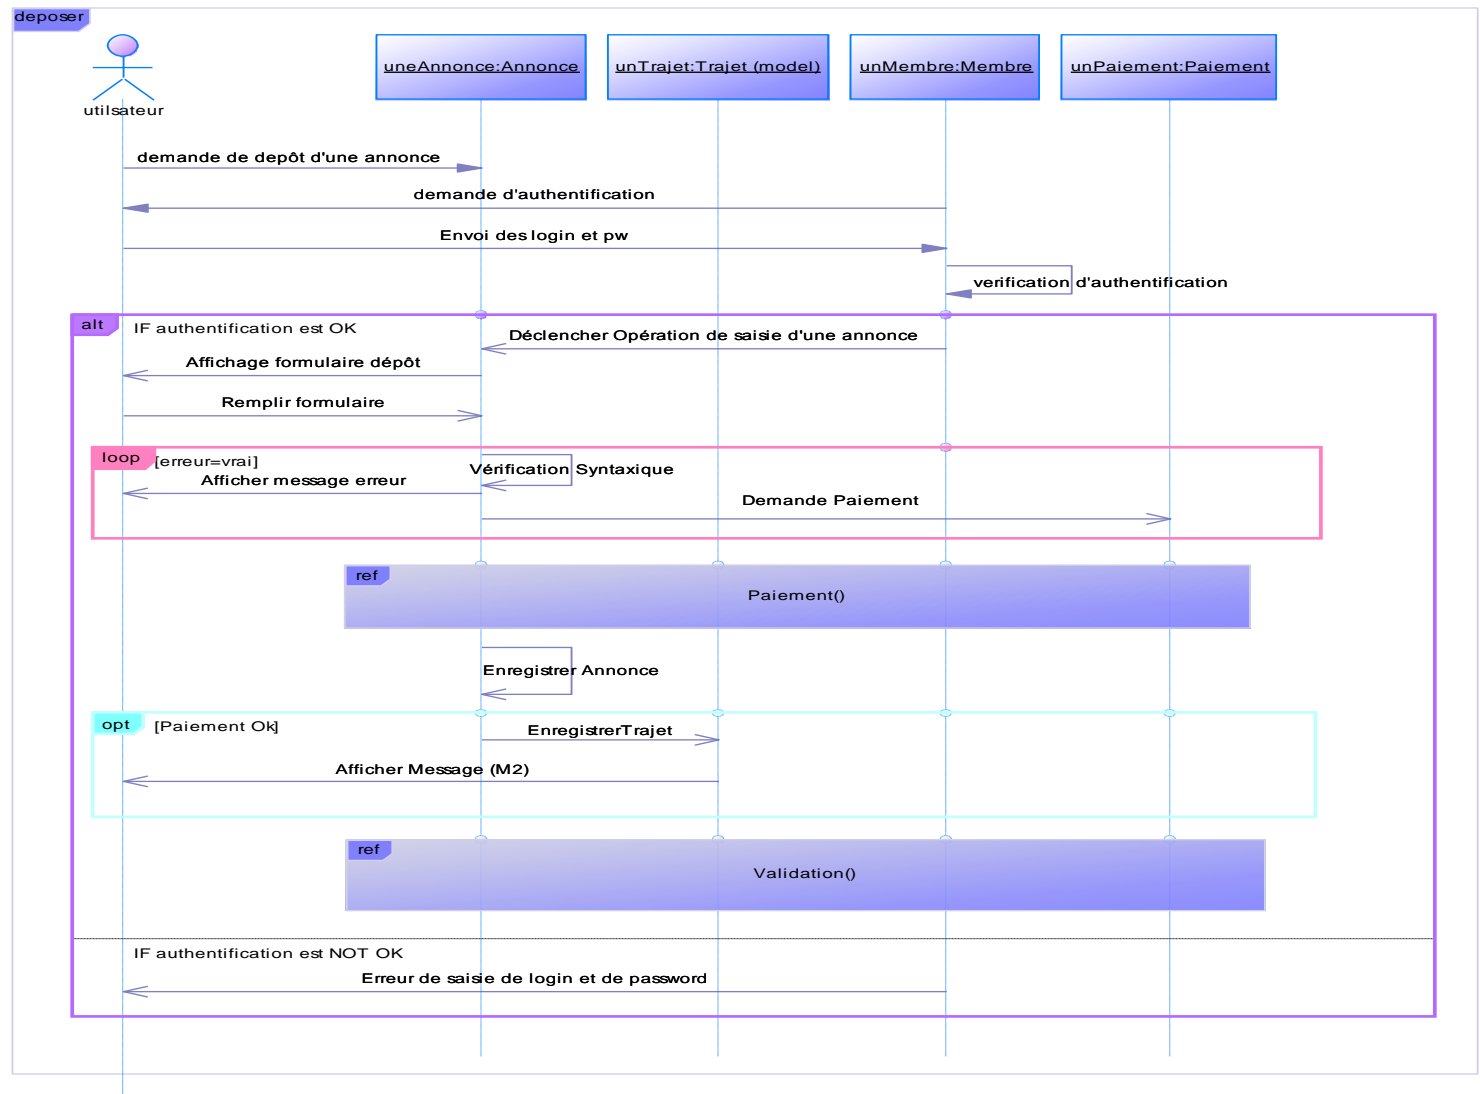 deposer
uneAnnonce:Annonce
unTrajet:Trajet (model)
unMembre:Membre
unPaiement:Paiement
utilsateur
demande de depôt d'une annonce
demande d'authentification
Envoi des login et pw
verification d'authentification
alt
IF authentification est OK
Déclencher Opération de saisie d'une annonce
Affichage formulaire dépôt
Remplir formulaire
loop
[erreur=vrai]
Vérification Syntaxique
Afficher message erreur
Demande Paiement
ref
Paiement()
Enregistrer Annonce
opt
[Paiement Ok]
EnregistrerTrajet
Afficher Message (M2)
ref
Validation()
IF authentification est NOT OK
Erreur de saisie de login et de password